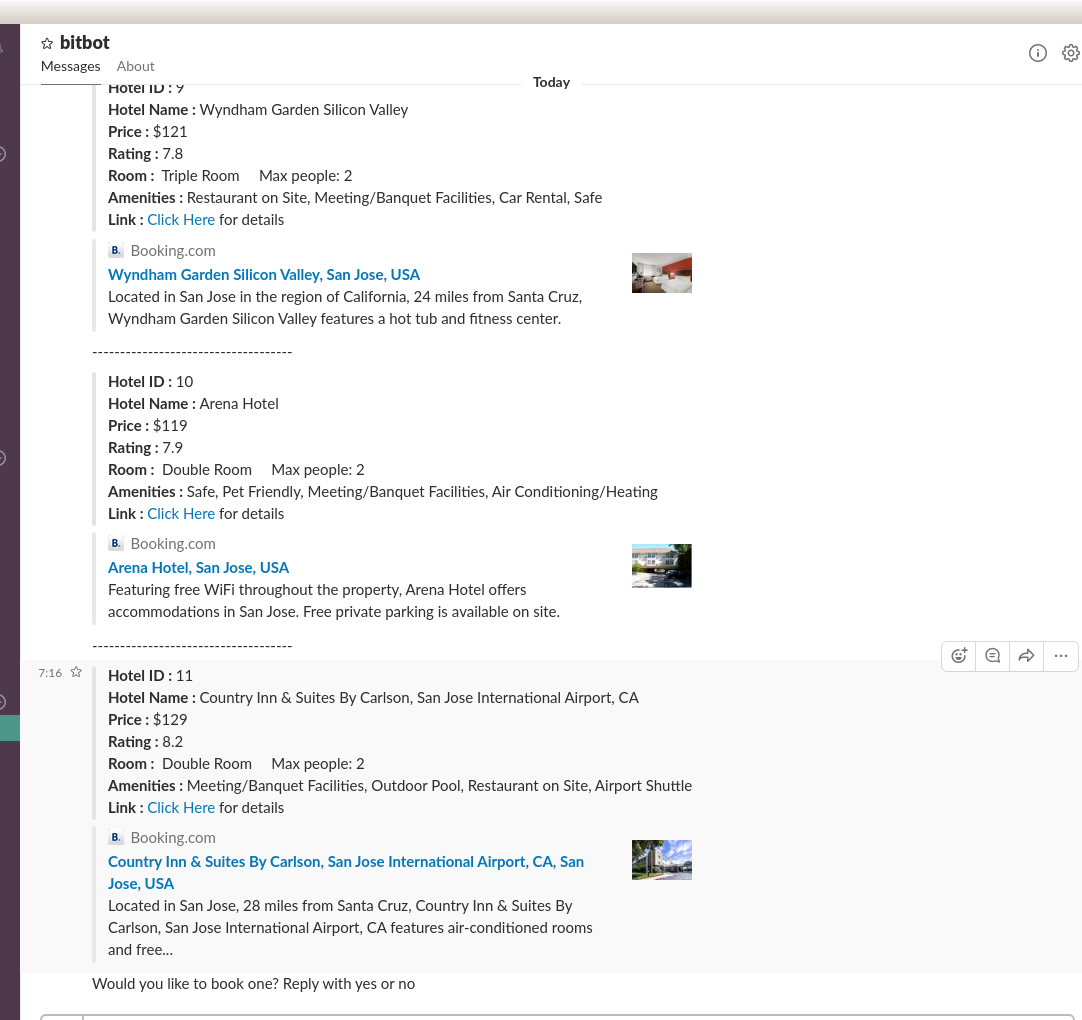 bitbot
Messages About
Today
Hotel ID : 9
Hotel Name : Wyndham Garden Silicon Valley
Price : $121
Rating : 7.8
Room : Triple Room Max people: 2
Amenities : Restaurant on Site, Meeting/Banquet Facilities, Car Rental, Safe
Link : Click Here for details
B. Booking.com
Wyndham Garden Silicon Valley, San Jose, USA
Located in San Jose in the region of California, 24 miles from Santa Cruz,
Wyndham Garden Silicon Valley features a hot tub and fitness center.
------------------------------------
Hotel ID : 10
Hotel Name : Arena Hotel
Price : $119
Rating : 7.9
Room : Double Room Max people: 2
Amenities : Safe, Pet Friendly, Meeting/Banquet Facilities, Air Conditioning/Heating
Link : Click Here for details
B. Booking.com
Arena Hotel, San Jose, USA
Featuring free WiFi throughout the property, Arena Hotel offers
accommodations in San Jose. Free private parking is available on site.
------------------------------------
7:16 Hotel ID : 11
Hotel Name : Country Inn & Suites By Carlson, San Jose International Airport, CA
Price : $129
Rating : 8.2
Room : Double Room Max people: 2
Amenities : Meeting/Banquet Facilities, Outdoor Pool, Restaurant on Site, Airport Shuttle
Link : Click Here for details
B. Booking.com
Country Inn & Suites By Carlson, San Jose International Airport, CA, San
Jose, USA
Located in San Jose, 28 miles from Santa Cruz, Country Inn & Suites By
Carlson, San Jose International Airport, CA features air-conditioned rooms
and free...
Would you like to book one? Reply with yes or no